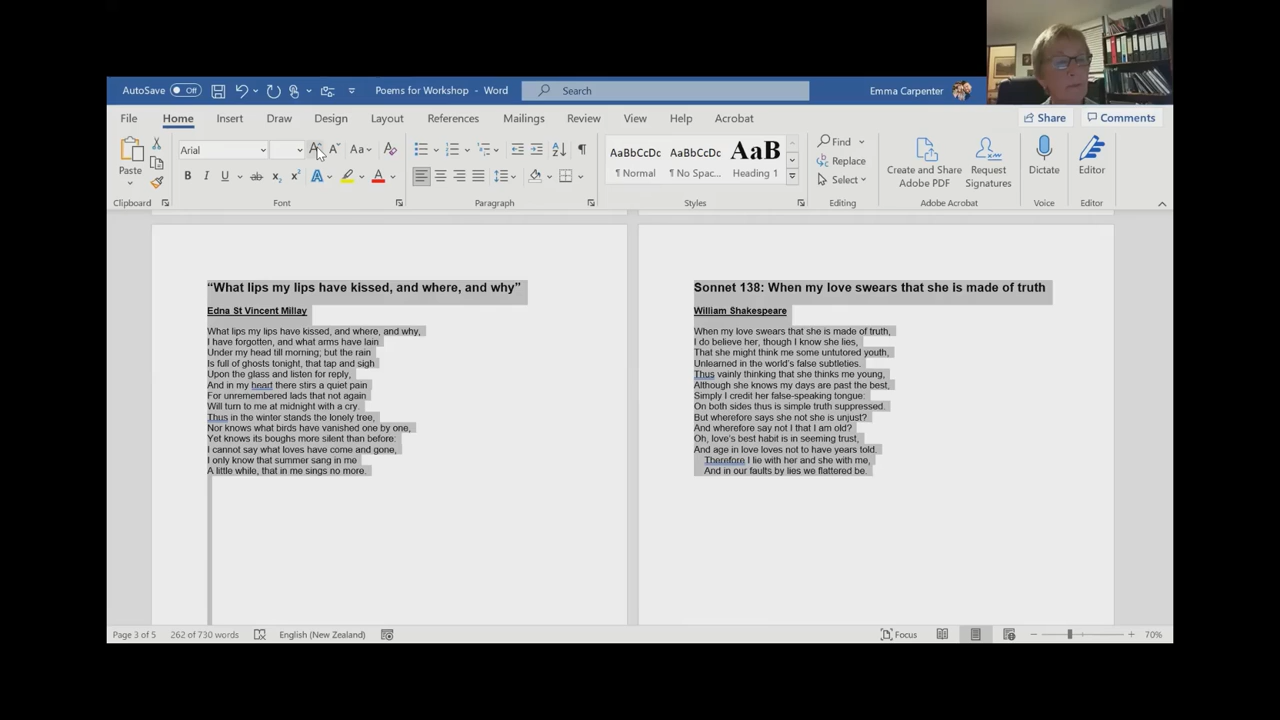 AutoSave Off
Poems for Workshop - Word
Search
Emma Carpenter
File Home Insert Draw Design Layout References Mailings Review View Help Acrobat
Share Comments
Arial
Aa
Paste
B I U ab x₂ x² A A
AaBbCcDc AaBbCcDc AaB
¶ Normal ¶ No Spac... Heading 1
Find
Replace
Select
Create and Share
Adobe PDF
Request
Signatures
Dictate
Editor
Clipboard Font Paragraph Styles Editing Adobe Acrobat Voice Editor
“What lips my lips have kissed, and where, and why”
Edna St Vincent Millay
What lips my lips have kissed, and where, and why,
I have forgotten, and what arms have lain
Under my head till morning; but the rain
Is full of ghosts tonight, that tap and sigh
Upon the glass and listen for reply,
And in my heart there stirs a quiet pain
For unremembered lads that not again
Will turn to me at midnight with a cry.
Thus in the winter stands the lonely tree,
Nor knows what birds have vanished one by one,
Yet knows its boughs more silent than before:
I cannot say what loves have come and gone,
I only know that summer sang in me
A little while, that in me sings no more.
Sonnet 138: When my love swears that she is made of truth
William Shakespeare
When my love swears that she is made of truth,
I do believe her, though I know she lies,
That she might think me some untutored youth,
Unlearned in the world’s false subtleties.
Thus vainly thinking that she thinks me young,
Although she knows my days are past the best,
Simply I credit her false-speaking tongue:
On both sides thus is simple truth suppressed.
But wherefore says she not she is unjust?
And wherefore say not I that I am old?
Oh, love’s best habit is in seeming trust,
And age in love loves not to have years told.
Therefore I lie with her and she with me,
And in our faults by lies we flattered be.
Page 3 of 5 262 of 730 words English (New Zealand) Focus 70%